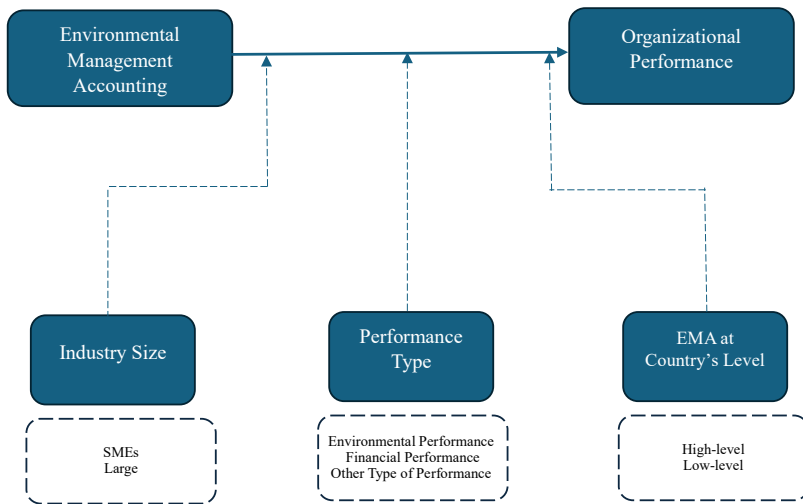 Environmental
Management
Accounting
Organizational
Performance
Industry Size
Performance
Type
EMA at
Country's Level
SMEs
Large
Environmental Performance
Financial Performance
Other Type of Performance
High-level
Low-level